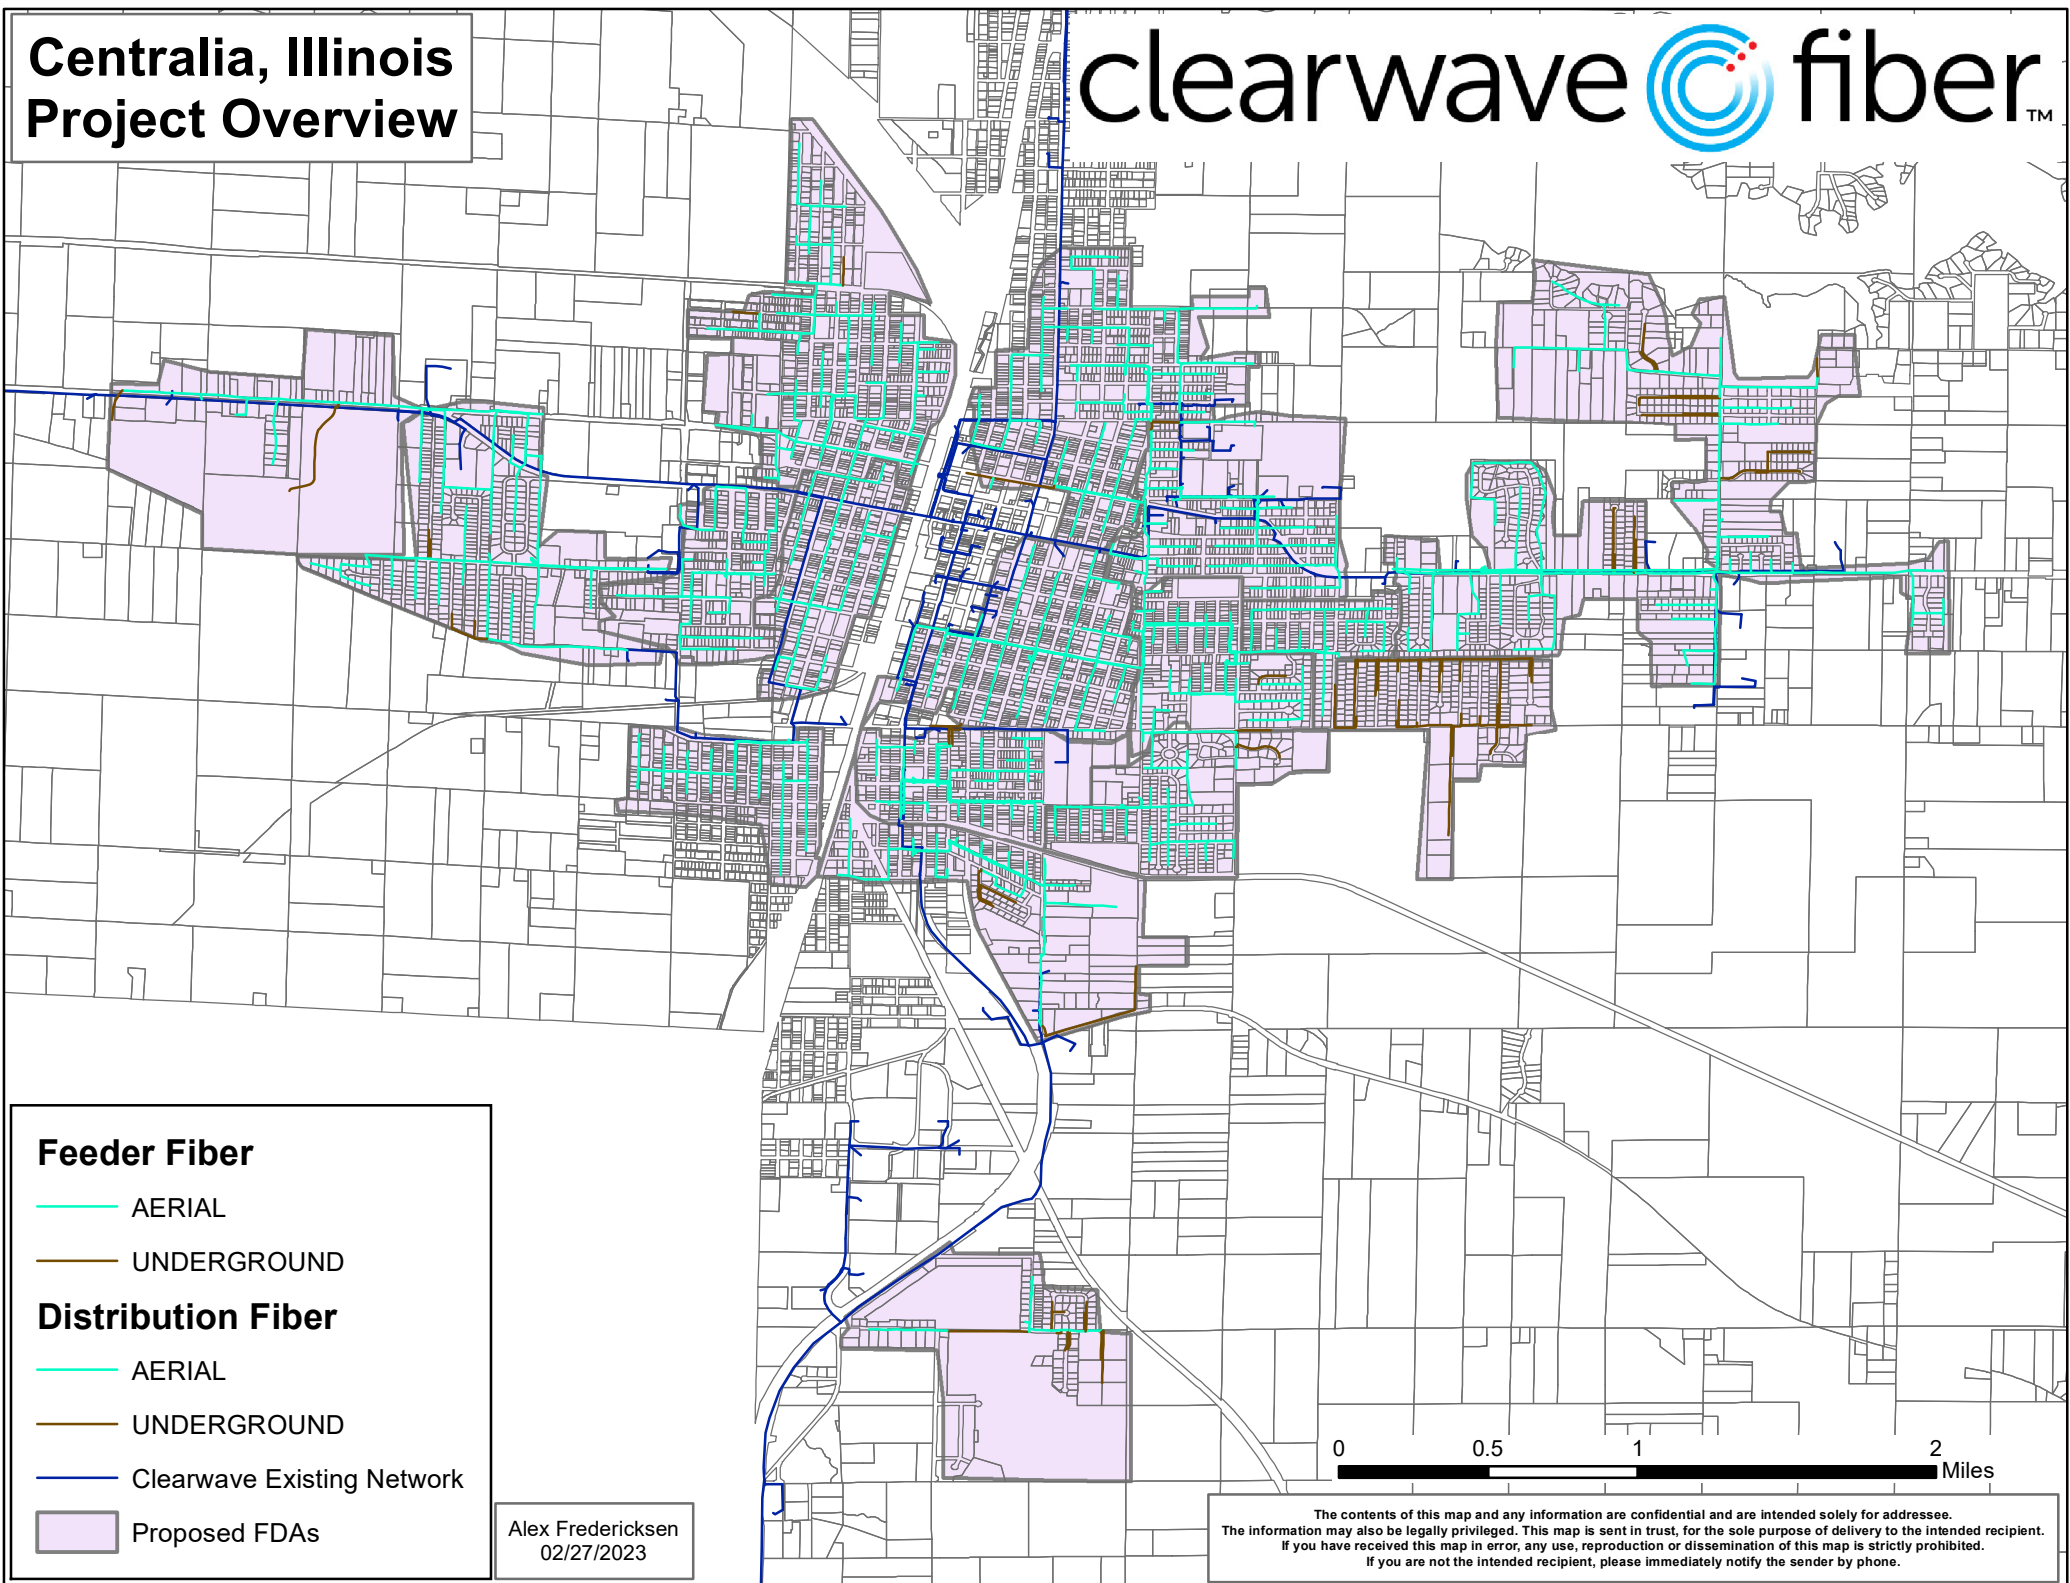 Centralia, Illinois
Project Overview
clearwave fiber™
Feeder Fiber
AERIAL
UNDERGROUND
Distribution Fiber
AERIAL
UNDERGROUND
Clearwave Existing Network
Proposed FDAs
Alex Fredericksen
02/27/2023
0 0.5 1 2
Miles
The contents of this map and any information are confidential and are intended solely for addressee.
The information may also be legally privileged. This map is sent in trust, for the sole purpose of delivery to the intended recipient.
If you have received this map in error, any use, reproduction or dissemination of this map is strictly prohibited.
If you are not the intended recipient, please immediately notify the sender by phone.